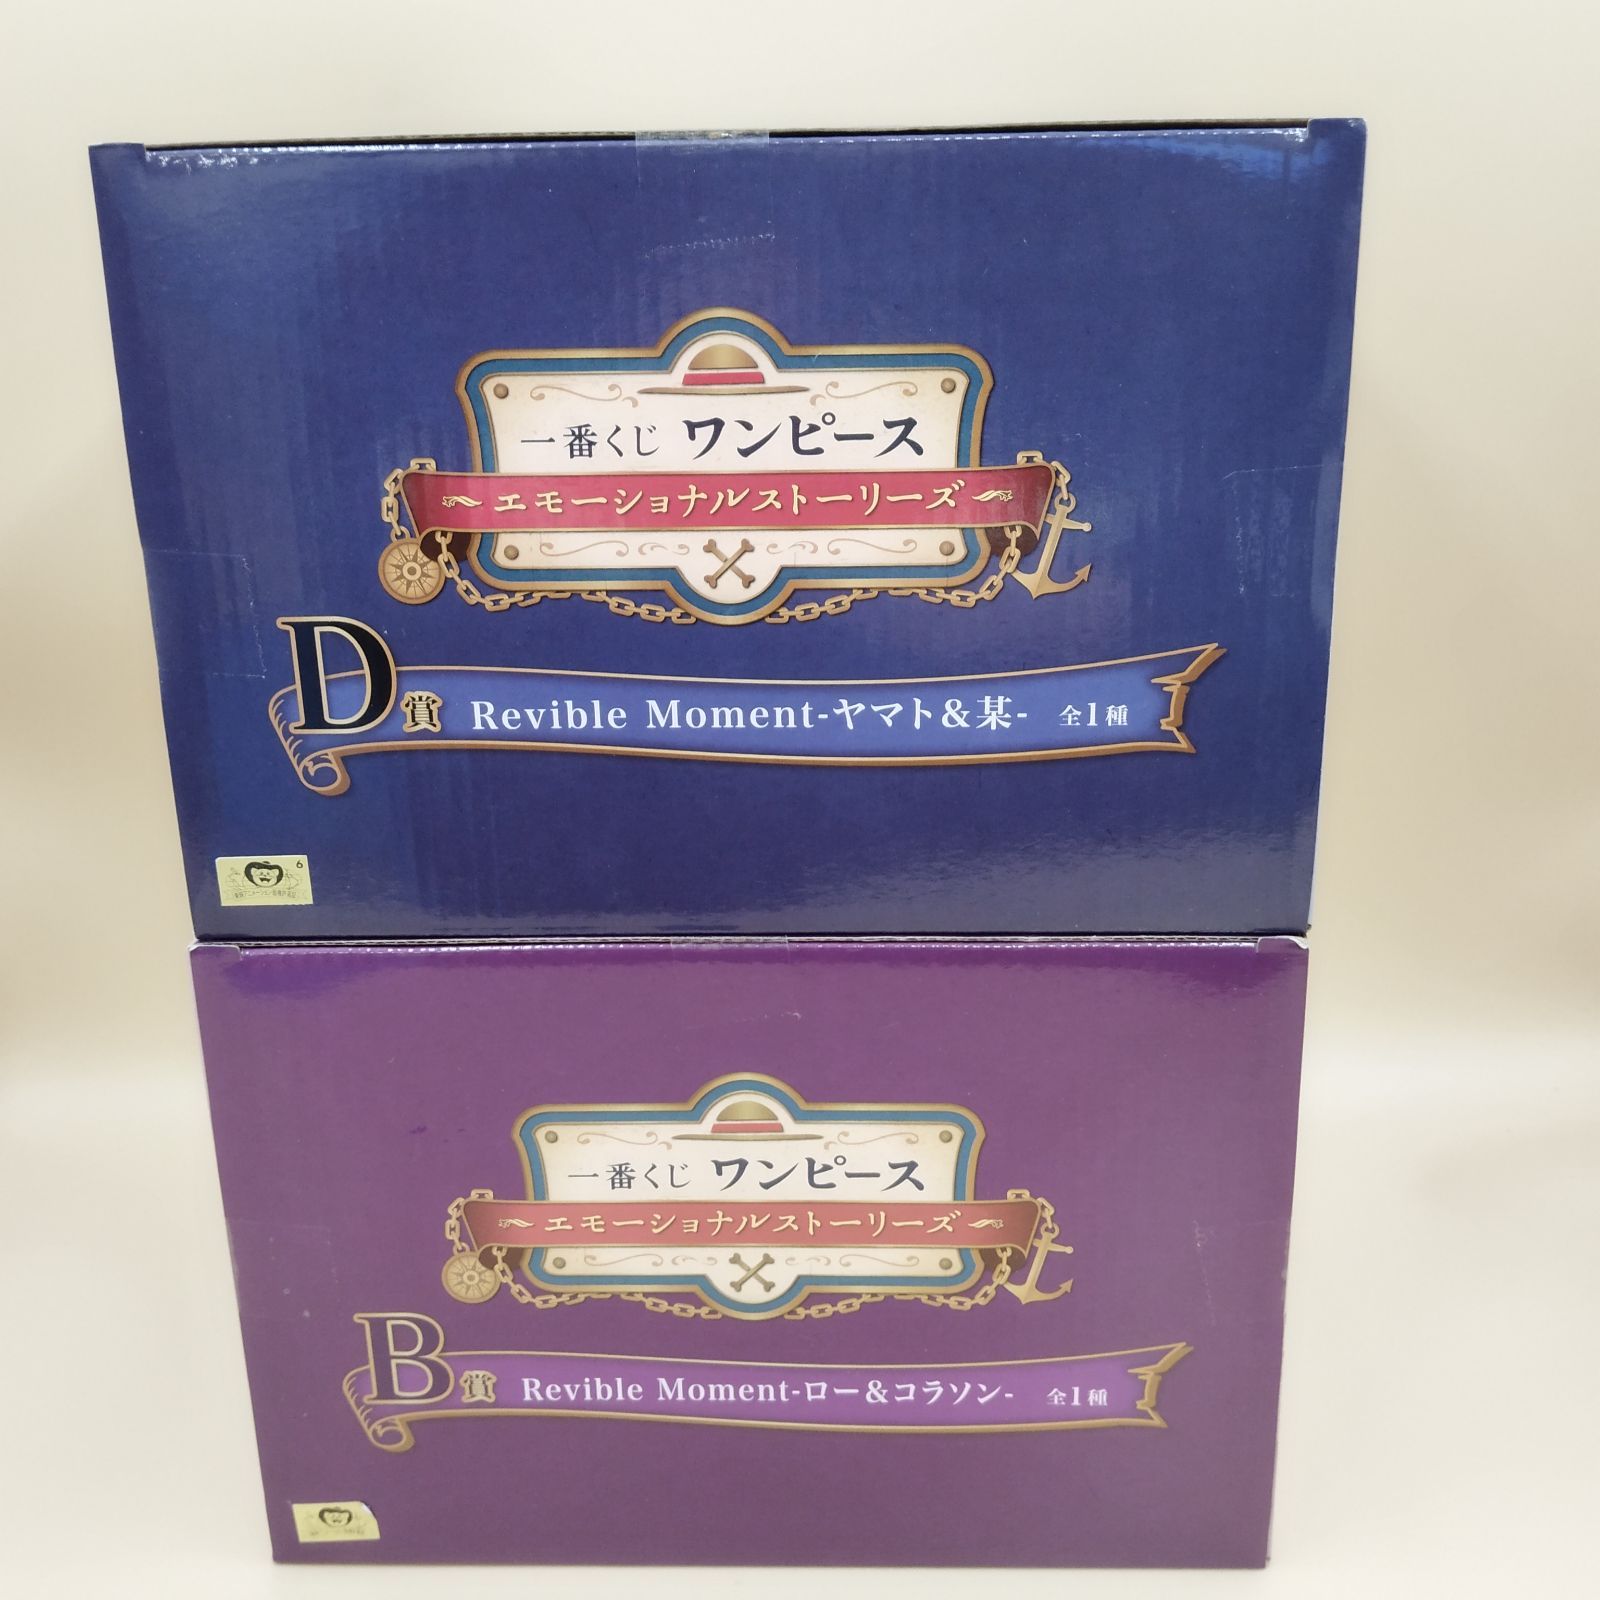 一番くじ ワンピース
エモーショナルストーリーズ
D賞 Revible Moment-ヤマト&某- 全1種
6
一番くじ ワンピース
エモーショナルストーリーズ
B賞 Revible Moment-ロー&コラソン- 全1種